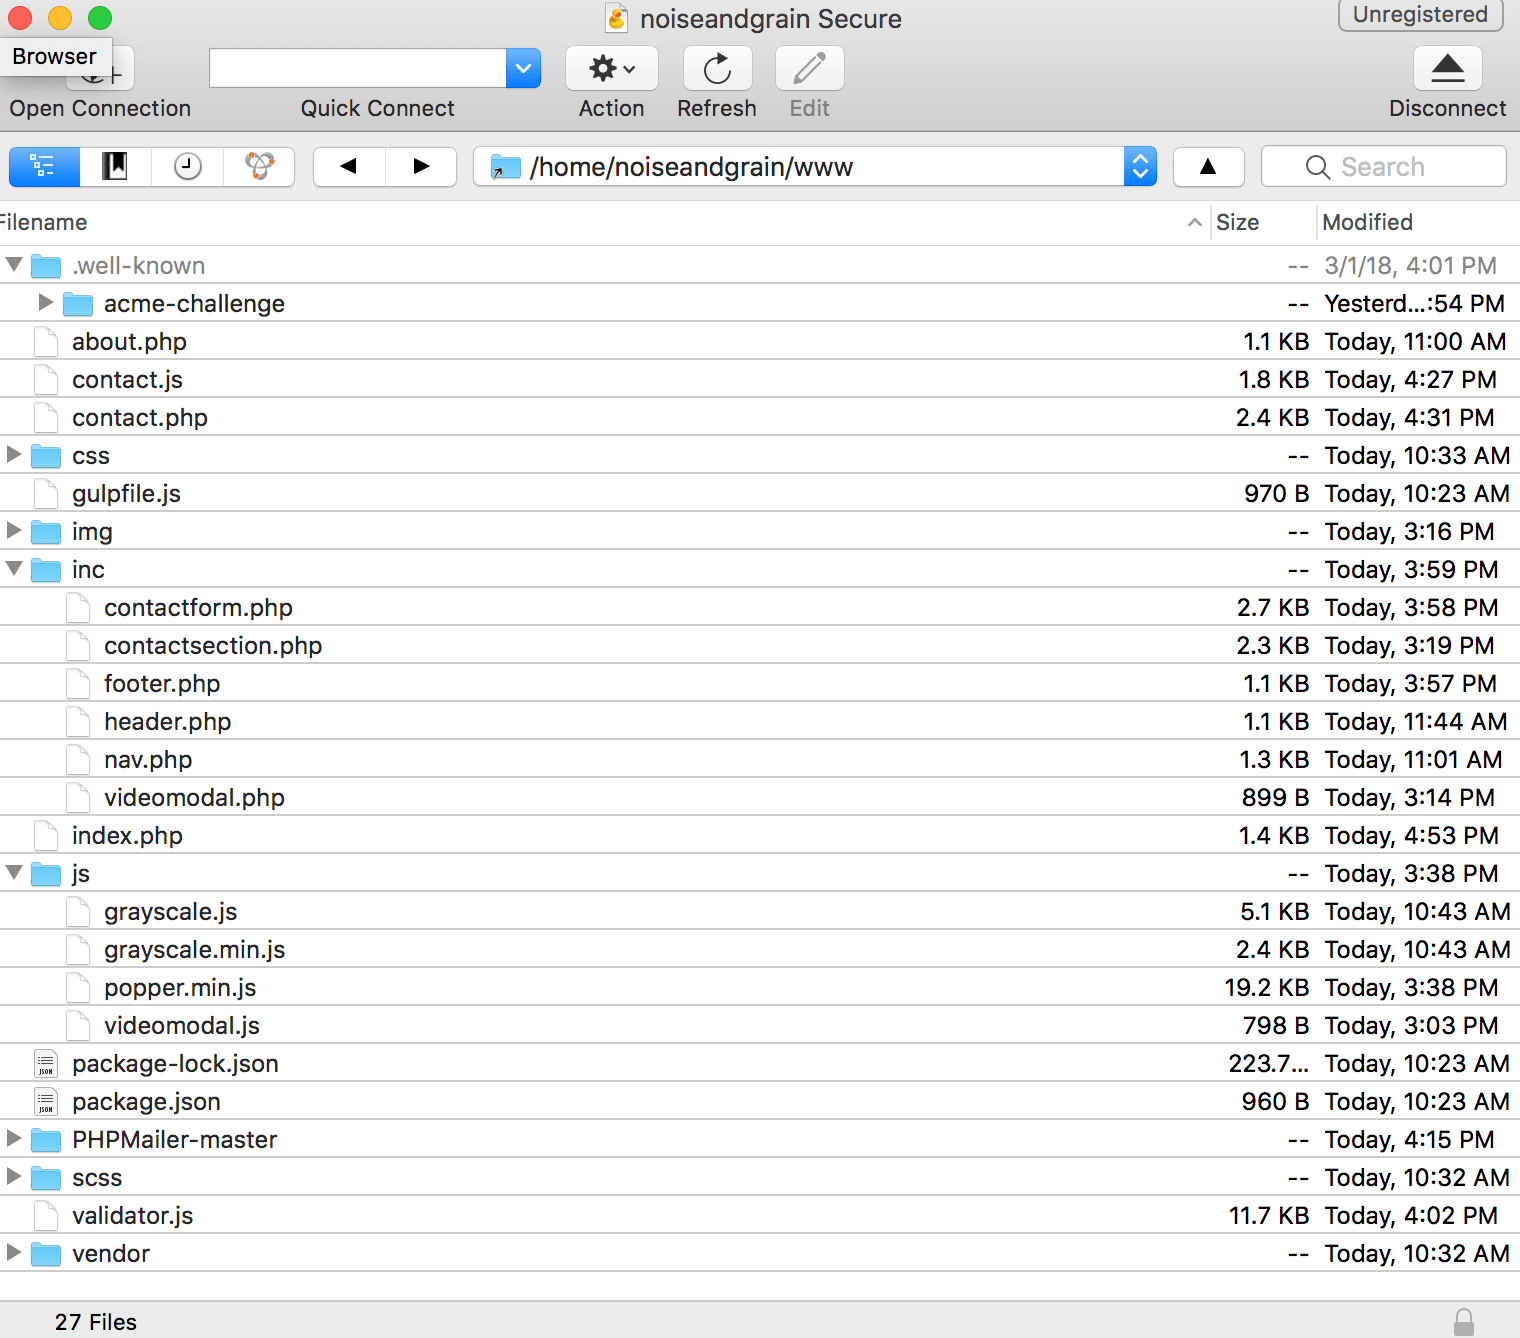 noiseandgrain Secure
Unregistered
Browser
Open Connection
Quick Connect
Action
Refresh
Edit
Disconnect
/home/noiseandgrain/www
Search
Filename Size Modified
.well-known -- 3/1/18, 4:01 PM
acme-challenge -- Yesterd...:54 PM
about.php 1.1 KB Today, 11:00 AM
contact.js 1.8 KB Today, 4:27 PM
contact.php 2.4 KB Today, 4:31 PM
css -- Today, 10:33 AM
gulpfile.js 970 B Today, 10:23 AM
img -- Today, 3:16 PM
inc -- Today, 3:59 PM
contactform.php 2.7 KB Today, 3:58 PM
contactsection.php 2.3 KB Today, 3:19 PM
footer.php 1.1 KB Today, 3:57 PM
header.php 1.1 KB Today, 11:44 AM
nav.php 1.3 KB Today, 11:01 AM
videomodal.php 899 B Today, 3:14 PM
index.php 1.4 KB Today, 4:53 PM
js -- Today, 3:38 PM
grayscale.js 5.1 KB Today, 10:43 AM
grayscale.min.js 2.4 KB Today, 10:43 AM
popper.min.js 19.2 KB Today, 3:38 PM
videomodal.js 798 B Today, 3:03 PM
package-lock.json 223.7... Today, 10:23 AM
package.json 960 B Today, 10:23 AM
PHPMailer-master -- Today, 4:15 PM
scss -- Today, 10:32 AM
validator.js 11.7 KB Today, 4:02 PM
vendor -- Today, 10:32 AM
27 Files